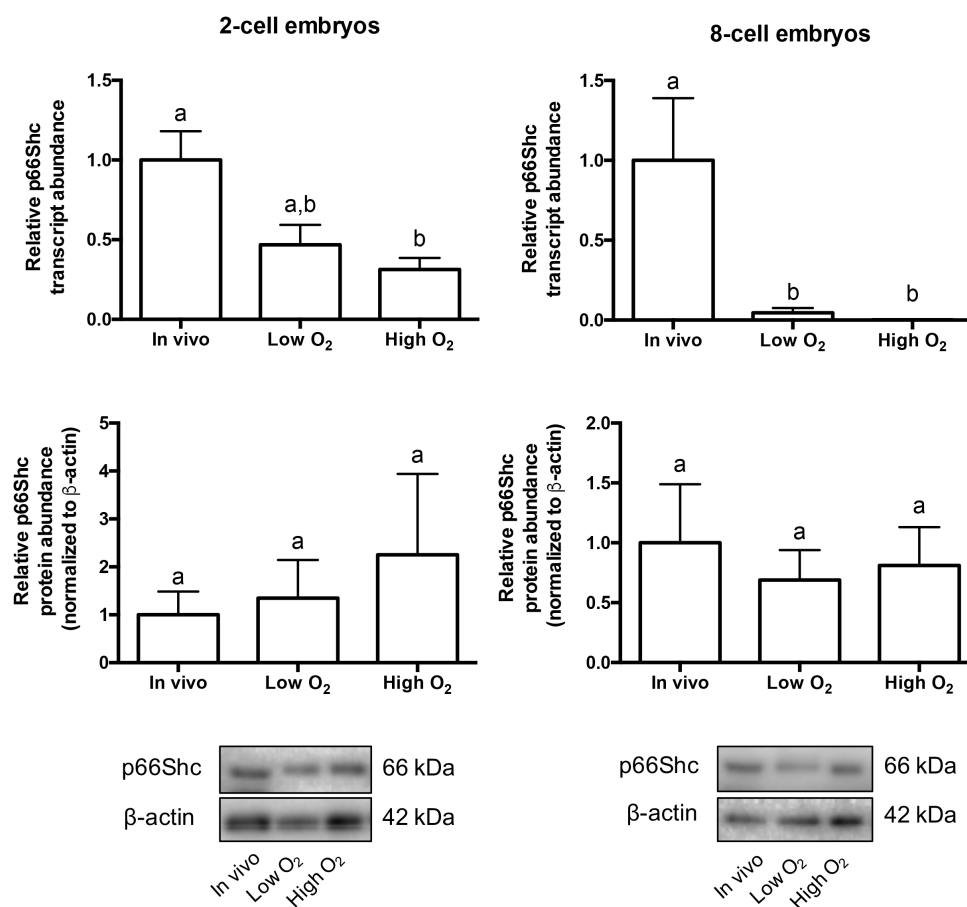 2-cell embryos
8-cell embryos
Relative p66Shc
transcript abundance
1.5
1.0
0.5
0.0
a
a,b
b
In vivo
Low O₂
High O₂
Relative p66Shc
transcript abundance
1.5
1.0
0.5
0.0
a
b
b
In vivo
Low O₂
High O₂
Relative p66Shc
protein abundance
(normalized to β-actin)
5
4
3
2
1
0
a
a
a
In vivo
Low O₂
High O₂
Relative p66Shc
protein abundance
(normalized to β-actin)
2.0
1.5
1.0
0.5
0.0
a
a
a
In vivo
Low O₂
High O₂
p66Shc
66 kDa
β-actin
42 kDa
In vivo
Low O₂
High O₂
p66Shc
66 kDa
β-actin
42 kDa
In vivo
Low O₂
High O₂